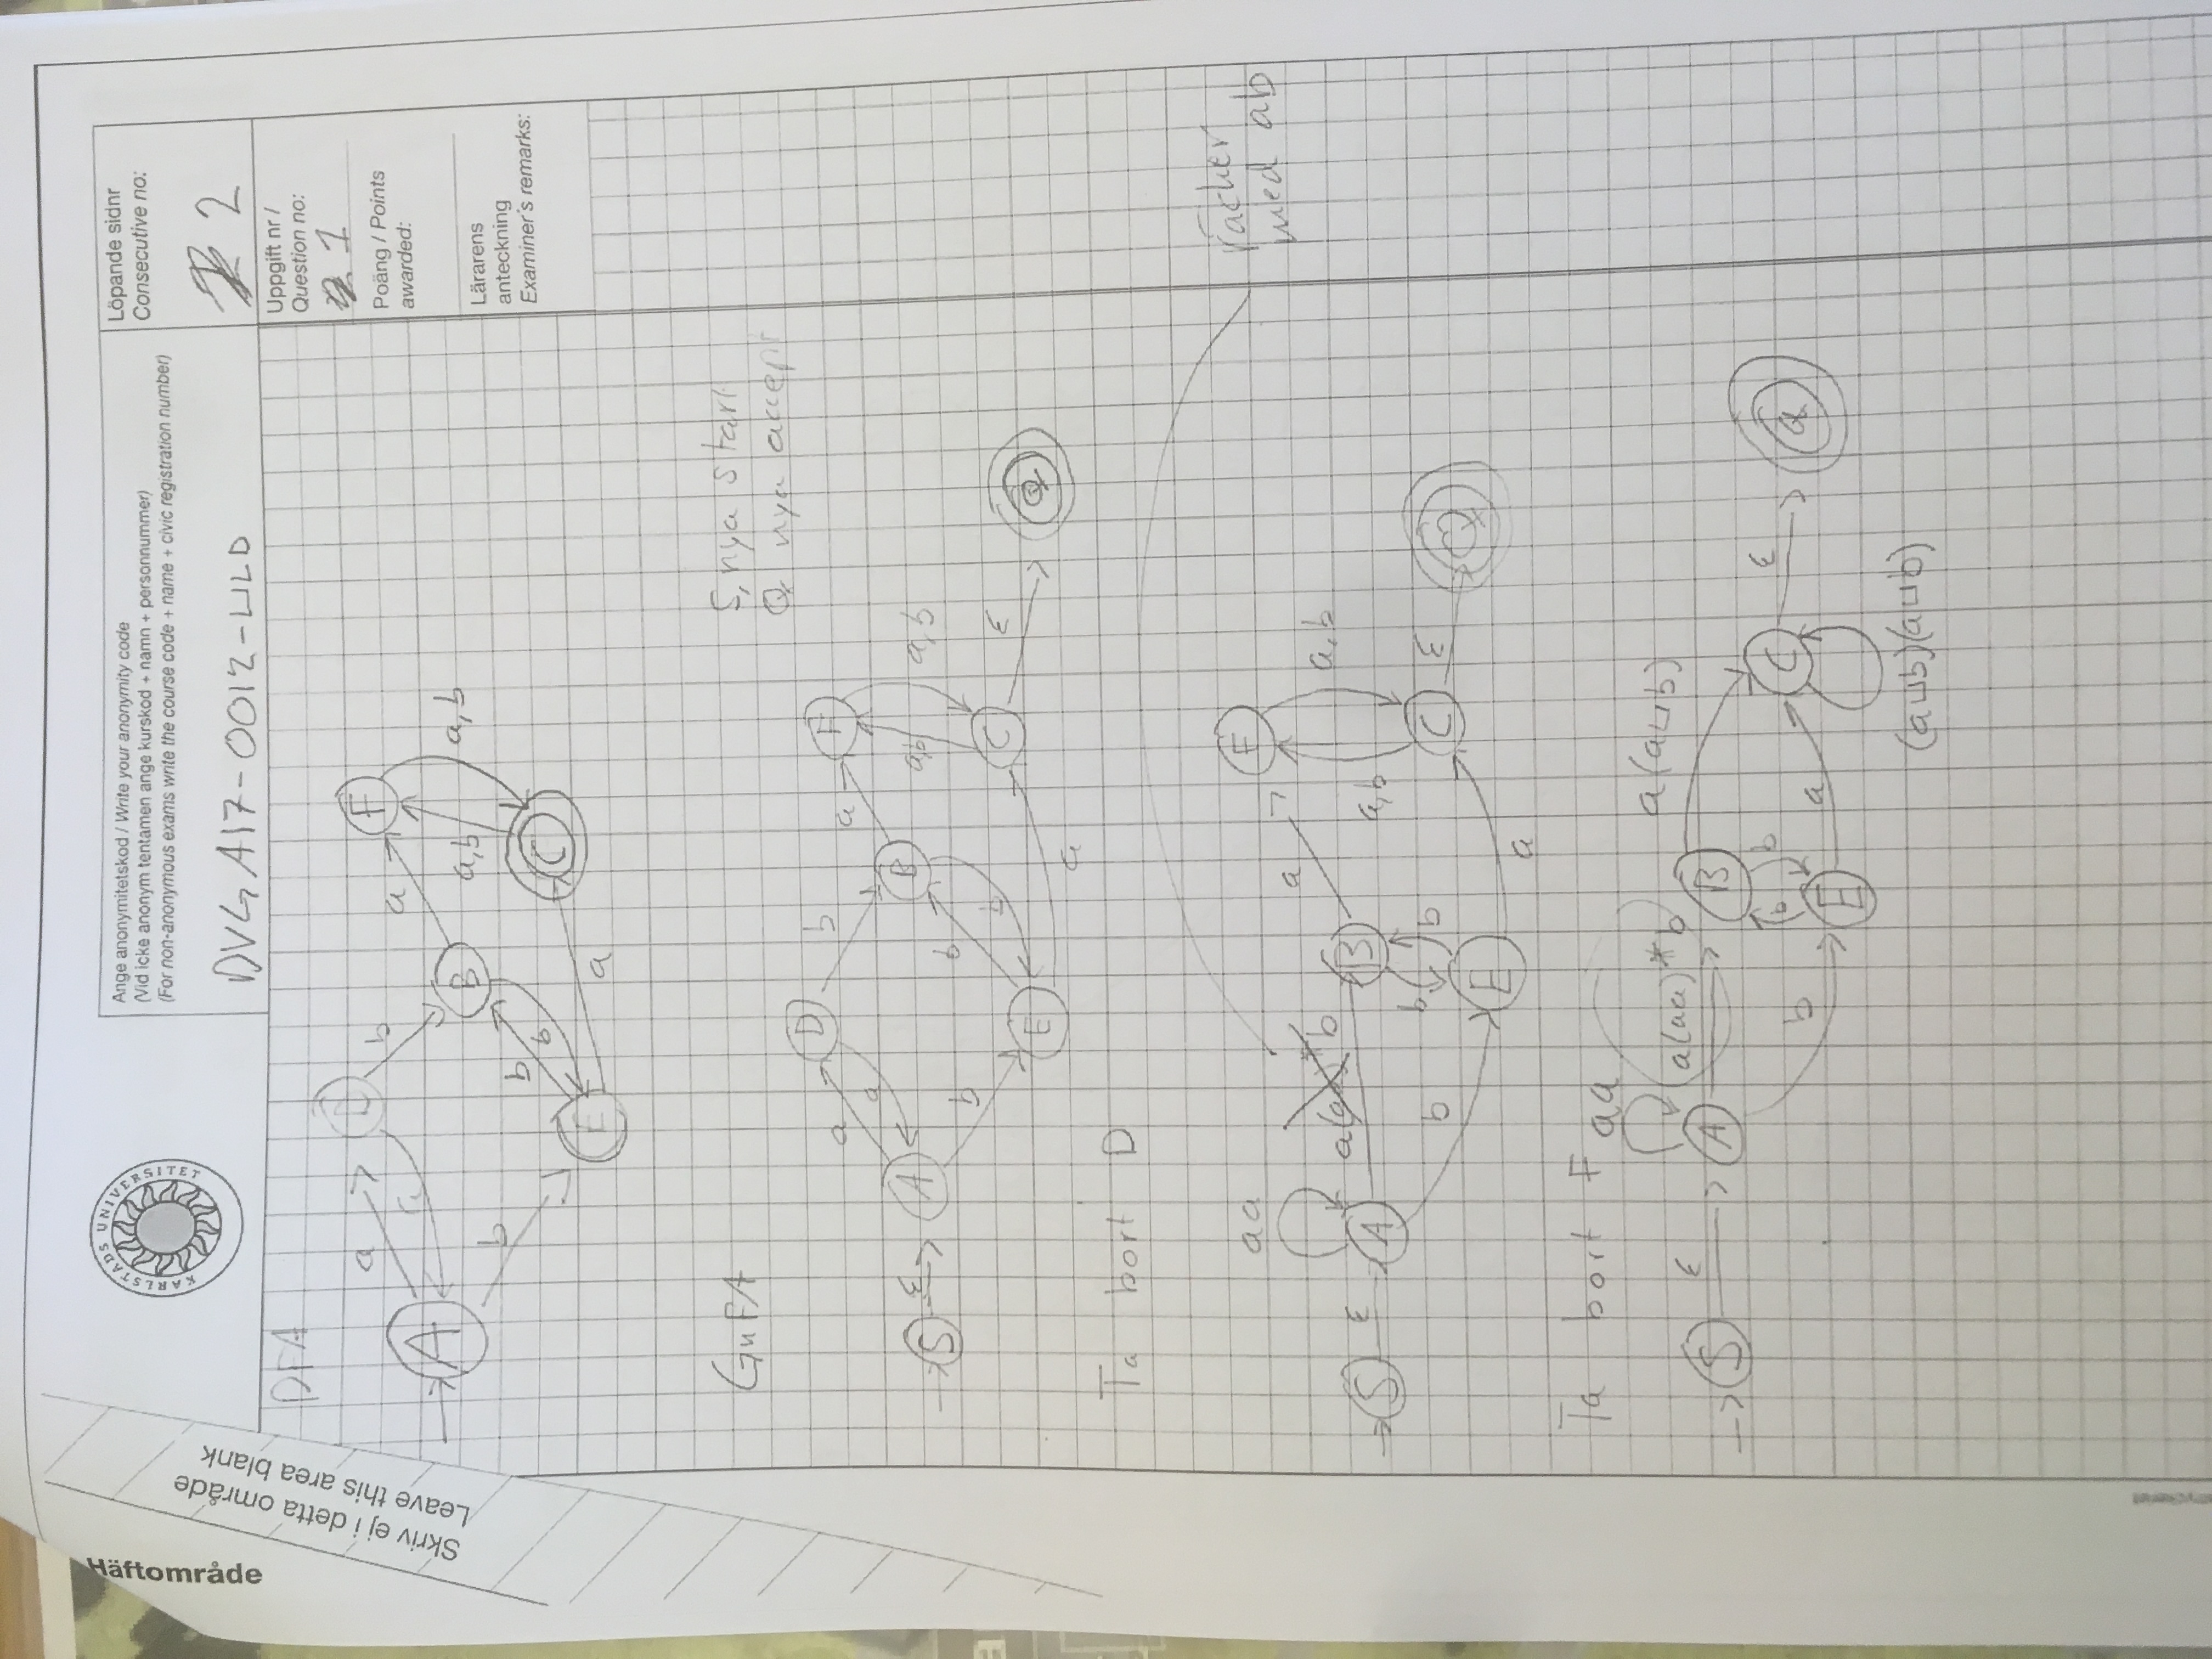 Häftområde
Skriv ej i detta område
Leave this area blank
KARLSTADS UNIVERSITET
Ange anonymitetskod / Write your anonymity code
(Vid icke anonym tentamen ange kurskod + namn + personnummer)
(For non-anonymous exams write the course code + name + civic registration number)
DVGA17-0012-LLLD
Löpande sidnr
Consecutive no:
2
Uppgift nr /
Question no:
1
Poäng / Points
awarded:
Lärarens
anteckning
Examiner's remarks:
DFA
A a a D b B a F
b E b b a C a,b a,b
GnFA
S, nya start
Q nya accept
S ε A a a D b B a F
b E b b a C a,b a,b ε Q
Ta bort D
räcker
med ab
aa
S ε A a(aa)*b B a F
b E b b a C a,b a,b ε Q
Ta bort F
aa
S ε A a(aa)*b B a(a∪b)
b E b b a C ε Q
(a∪b)(a∪b)